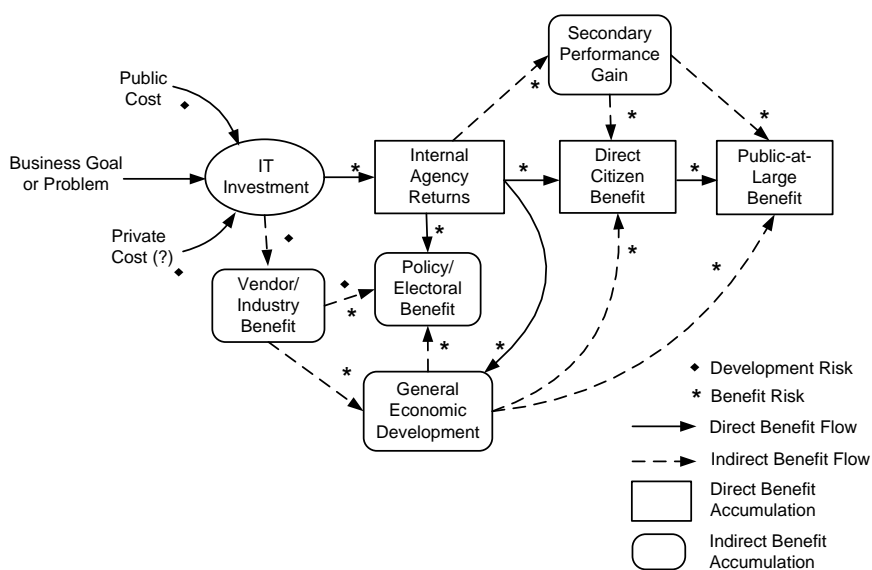 Secondary
Performance
Gain
Public
Cost
Business Goal
or Problem
IT
Investment
Internal
Agency
Returns
Direct
Citizen
Benefit
Public-at-
Large
Benefit
Private
Cost (?)
Vendor/
Industry
Benefit
Policy/
Electoral
Benefit
General
Economic
Development
Development Risk
* Benefit Risk
Direct Benefit Flow
Indirect Benefit Flow
Direct Benefit
Accumulation
Indirect Benefit
Accumulation